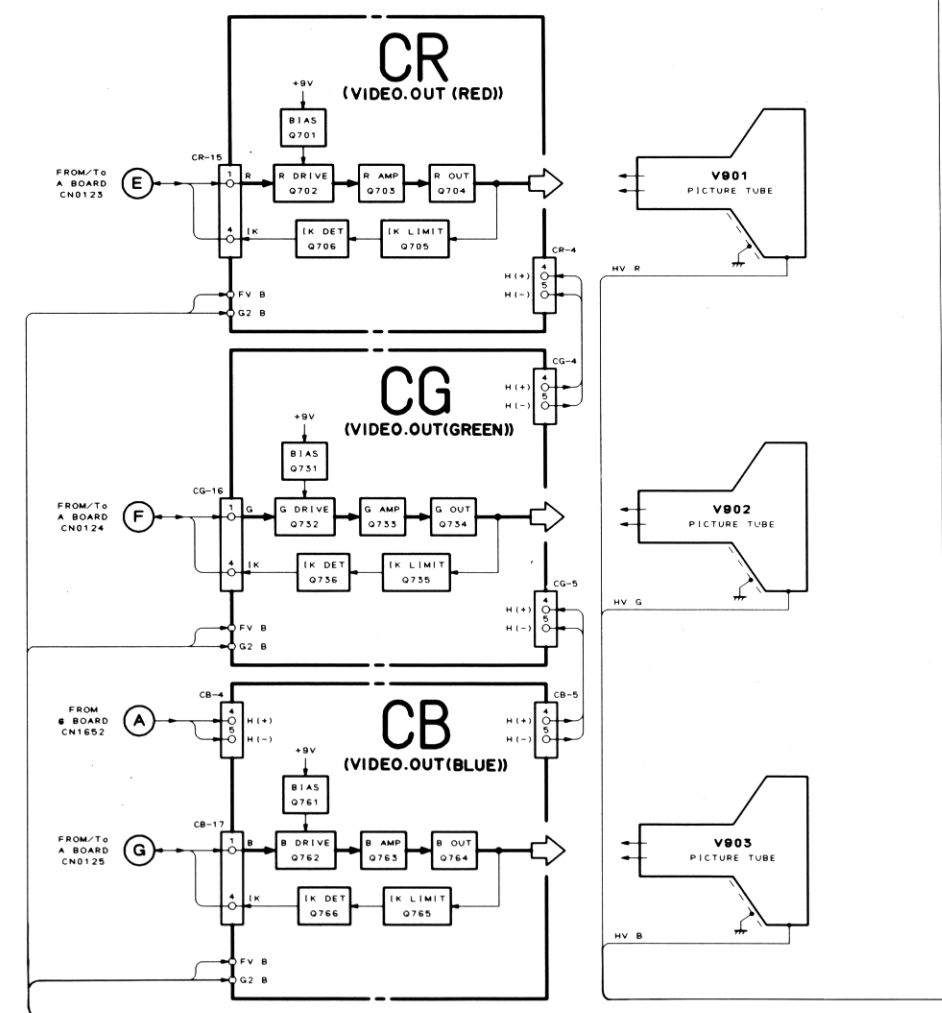 CR
(VIDEO.OUT (RED))
+9V
BIAS
Q701
CR-15
FROM/To
A BOARD
CN0123
E
1
R
R DRIVE
Q702
R AMP
Q703
R OUT
Q704
4
IK
IK DET
Q706
IK LIMIT
Q705
CR-4
H(+)
4
H(-)
5
FV B
G2 B
V901
PICTURE TUBE
HV R
CG
(VIDEO.OUT(GREEN))
CG-4
H(+)
4
H(-)
5
+9V
BIAS
Q731
CG-16
FROM/To
A BOARD
CN0124
F
1
G
G DRIVE
Q732
G AMP
Q733
G OUT
Q734
4
IK
IK DET
Q736
IK LIMIT
Q735
CG-5
H(+)
4
H(-)
5
FV B
G2 B
V902
PICTURE TUBE
HV G
CB
(VIDEO.OUT(BLUE))
CB-4
FROM
BOARD
CN1652
A
4
H(+)
5
H(-)
CB-5
H(+)
4
H(-)
5
+9V
BIAS
Q761
CB-17
FROM/To
A BOARD
CN0125
G
1
B
B DRIVE
Q762
B AMP
Q763
B OUT
Q764
4
IK
IK DET
Q766
IK LIMIT
Q765
FV B
G2 B
V903
PICTURE TUBE
HV B